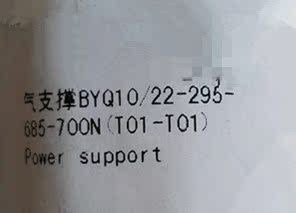 气支撑BYQ10/22-295-
685-700N(T01-T01)
Power support